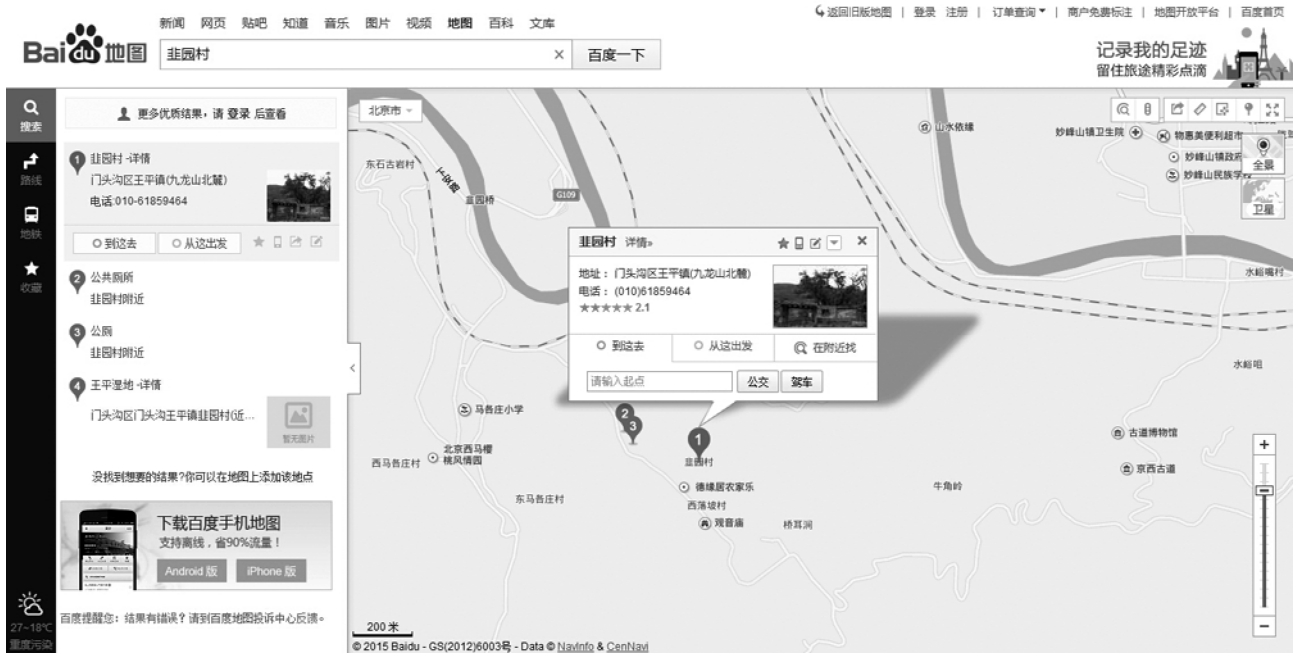 返回旧版地图 | 登录 注册 | 订单查询 | 商户免费标注 | 地图开放平台 | 百度首页
新闻 网页 贴吧 知道 音乐 图片 视频 地图 百科 文库
Bai du 地图
韭园村
百度一下
记录我的足迹
留住旅途精彩点滴
搜索
路线
地铁
收藏
27~18℃
重度污染
更多优质结果，请 登录 后查看
1 韭园村 -详情
门头沟区王平镇(九龙山北麓)
电话:010-61859464
到这去 从这出发
2 公共厕所
韭园村附近
3 公厕
韭园村附近
4 王平湿地 -详情
门头沟区门头沟王平镇韭园村(近...
暂无图片
没找到想要的结果?你可以在地图上添加该地点
下载百度手机地图
支持离线，省90%流量！
Android 版 iPhone 版
百度提醒您：结果有错误？请到百度地图投诉中心反馈。
北京市
东石古岩村
韭园桥
G109
山水依缘
妙峰山镇卫生院
物惠美便利超市
妙峰山镇政府
妙峰山民族学校
全景
卫星
韭园村 详情»
地址： 门头沟区王平镇(九龙山北麓)
电话： (010)61859464
★★★★★ 2.1
到这去 从这出发 在附近找
请输入起点 公交 驾车
水峪嘴村
水峪咀
马各庄小学
2
3
1
韭园村
古道博物馆
京西古道
西马各庄村
北京西马樱
桃风情园
德缘居农家乐
东马各庄村
西落坡村
牛角岭
观音庙
桥耳涧
200 米
© 2015 Baidu - GS(2012)6003号 - Data © NavInfo & CenNavi